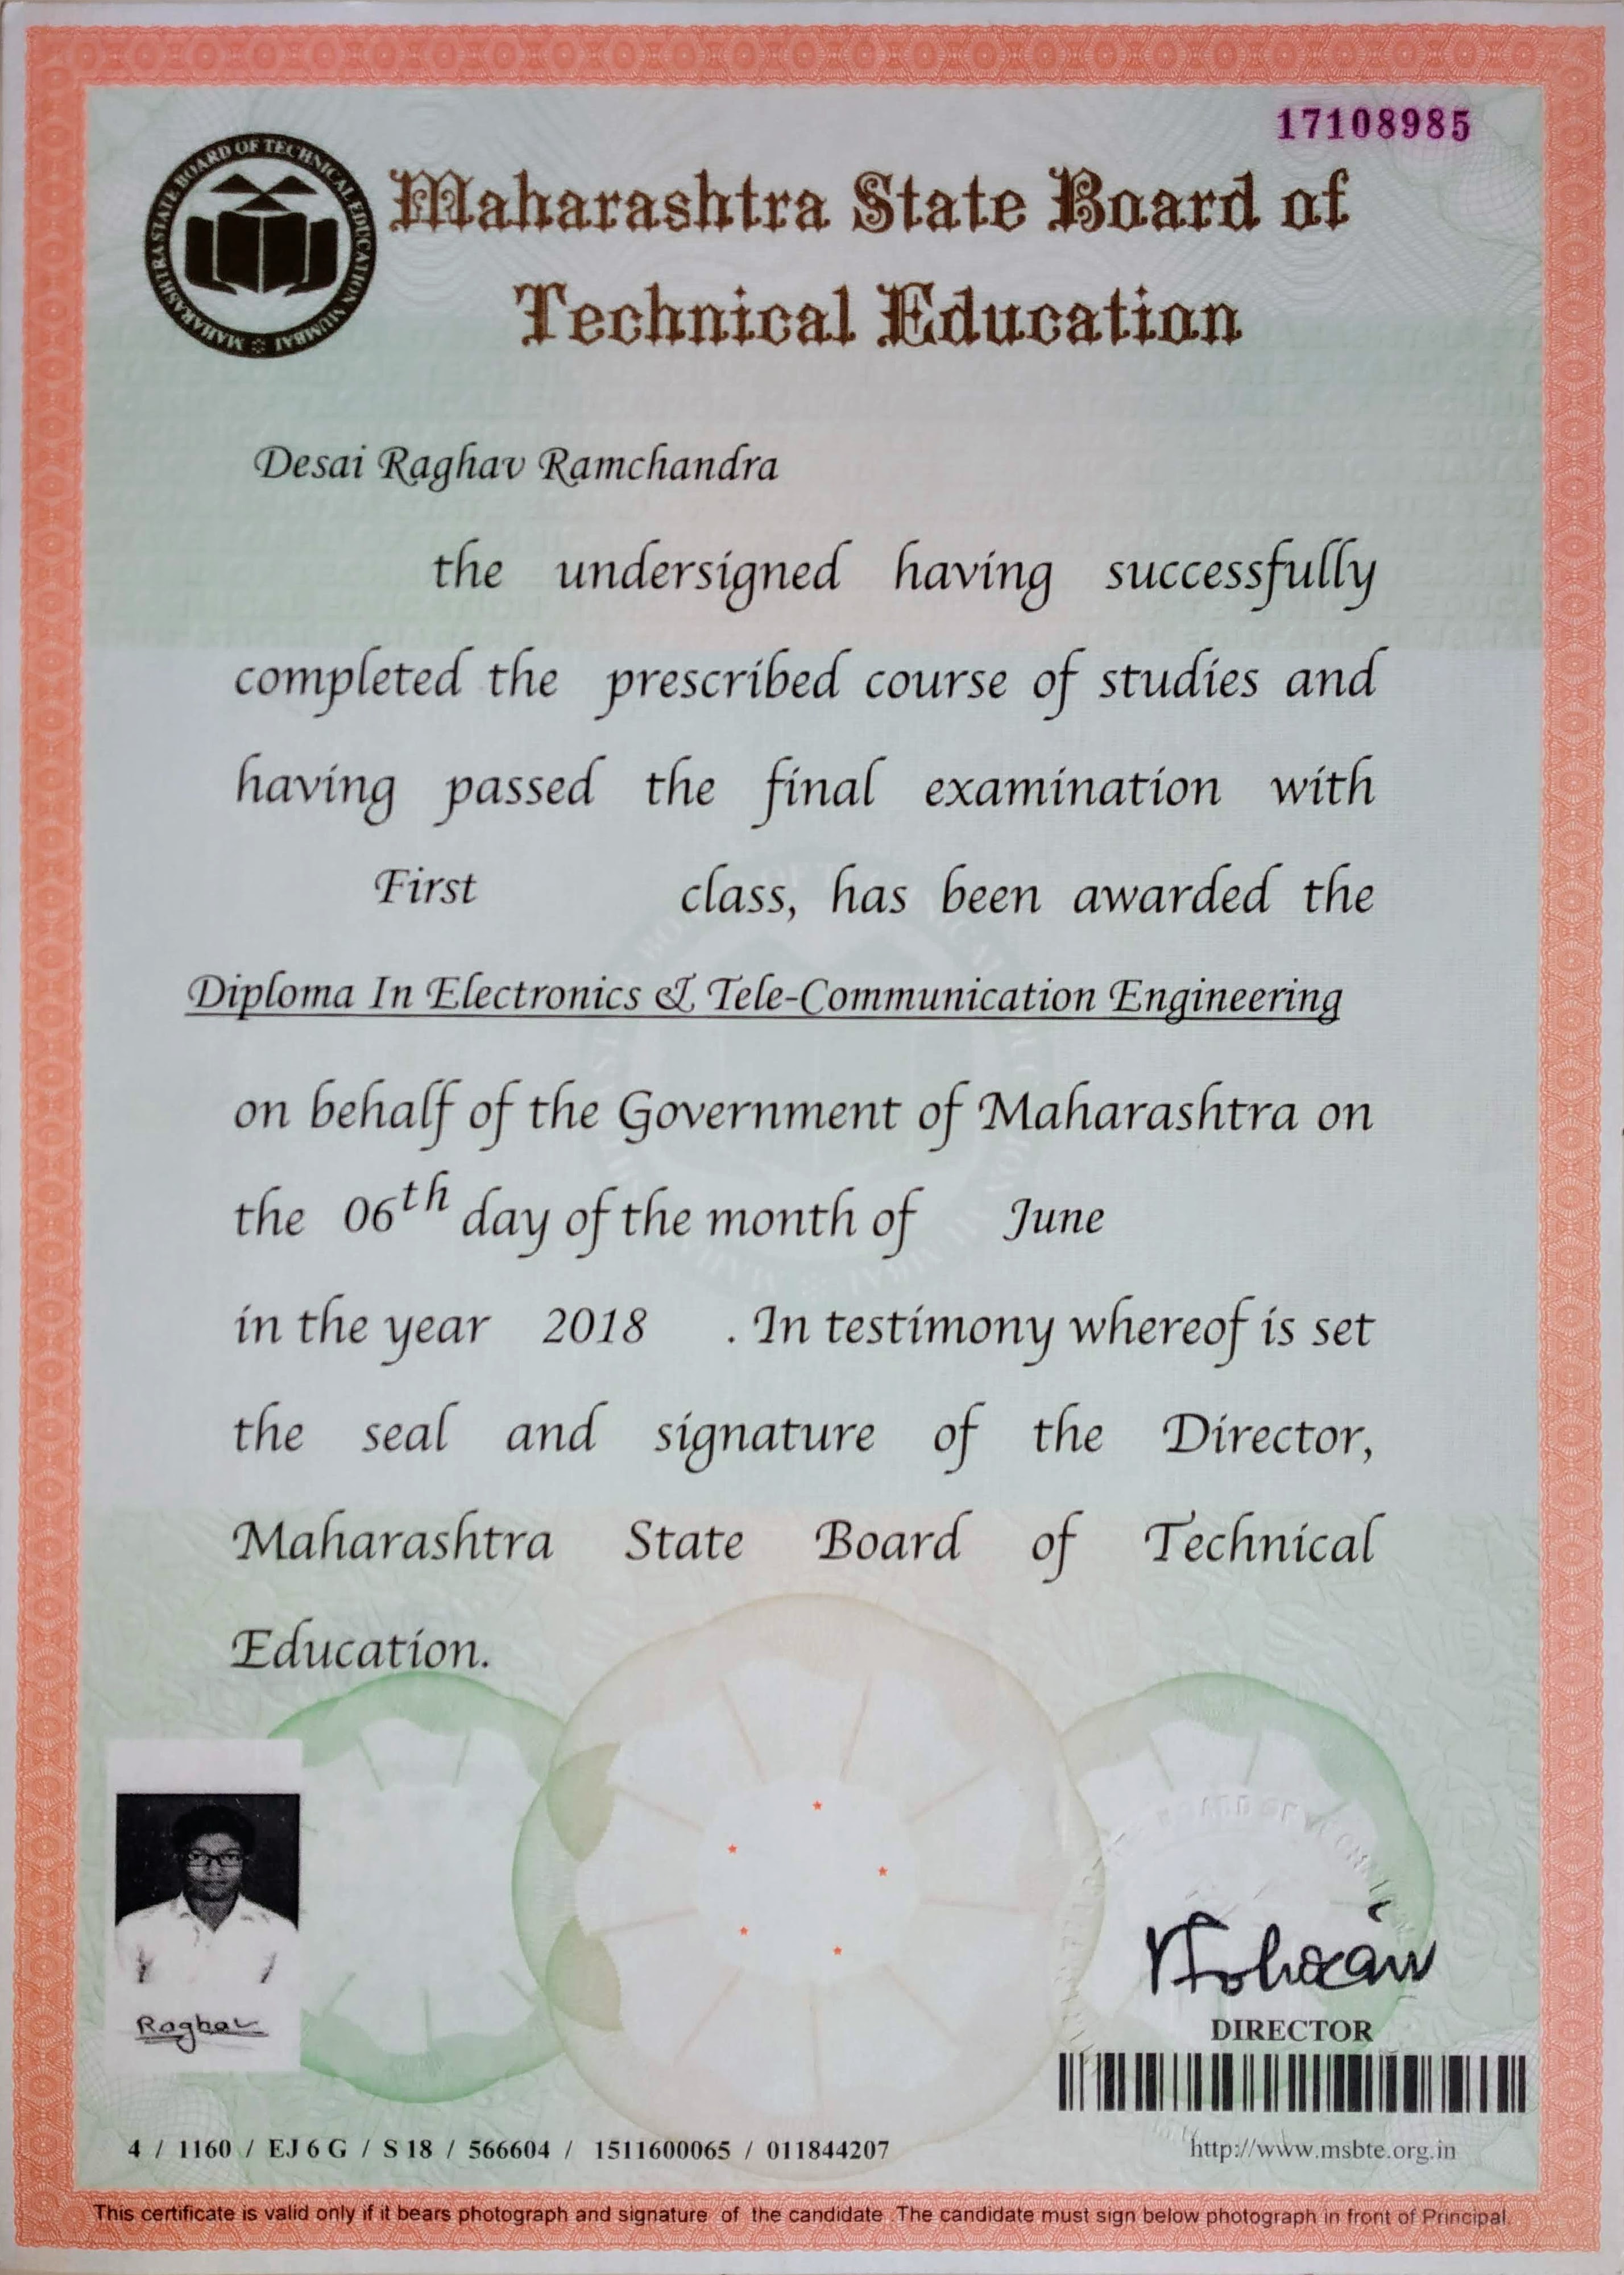 17108985
MAHARASHTRA STATE BOARD OF TECHNICAL EDUCATION MUMBAI
Maharashtra State Board of
Technical Education
Desai Raghav Ramchandra
the undersigned having successfully
completed the prescribed course of studies and
having passed the final examination with
First class, has been awarded the
Diploma In Electronics & Tele-Communication Engineering
on behalf of the Government of Maharashtra on
the 06th day of the month of June
in the year 2018 . In testimony whereof is set
the seal and signature of the Director,
Maharashtra State Board of Technical
Education.
Raghav
DIRECTOR
4 / 1160 / EJ 6 G / S 18 / 566604 / 1511600065 / 011844207
http://www.msbte.org.in
This certificate is valid only if it bears photograph and signature of the candidate .The candidate must sign below photograph in front of Principal.